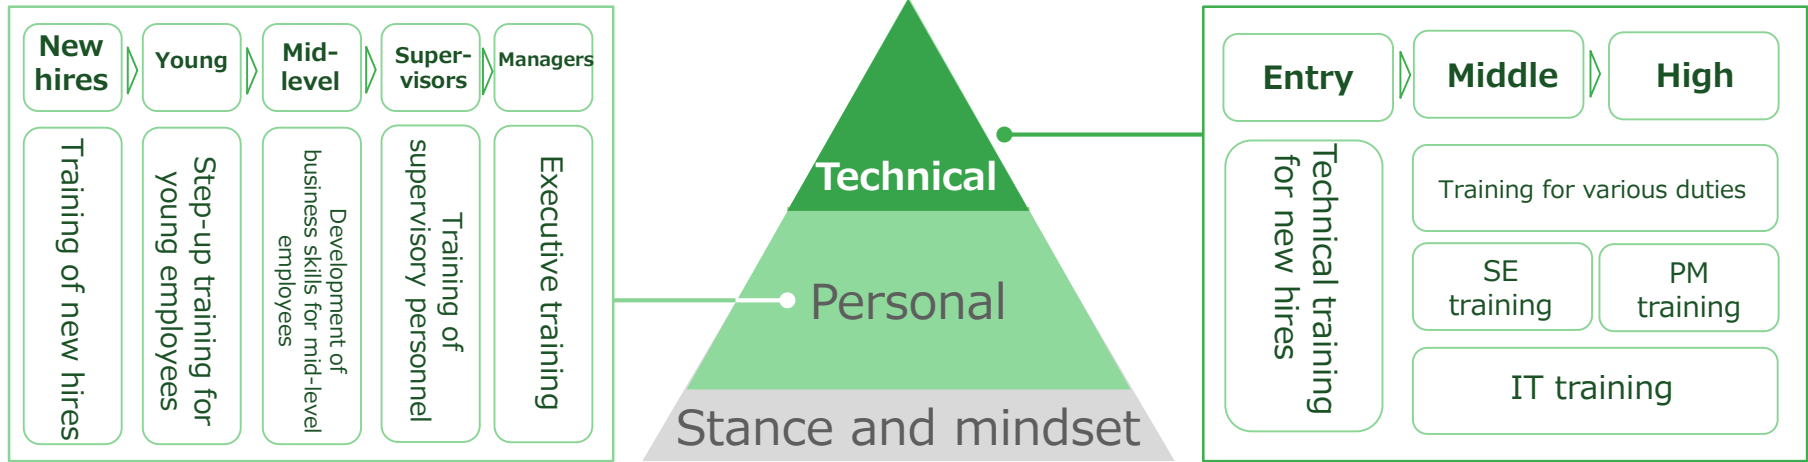 New
hires
Young
Mid-
level
Super-
visors
Managers
Training of new hires
Step-up training for
young employees
Development of
business skills for mid-level
employees
Training of
supervisory personnel
Executive training
Technical
Personal
Stance and mindset
Entry
Middle
High
Technical training
for new hires
Training for various duties
SE
training
PM
training
IT training